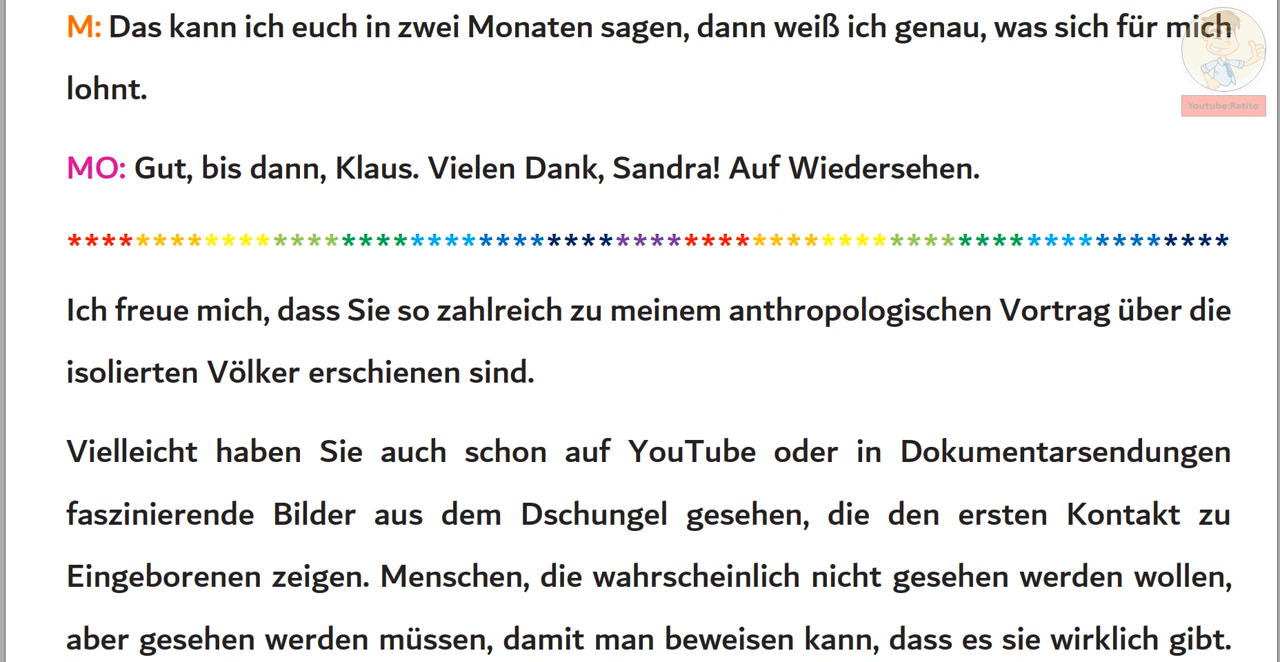 M: Das kann ich euch in zwei Monaten sagen, dann weiß ich genau, was sich für mich
lohnt.
Youtube:Ratito
MO: Gut, bis dann, Klaus. Vielen Dank, Sandra! Auf Wiedersehen.
********************************************************************
Ich freue mich, dass Sie so zahlreich zu meinem anthropologischen Vortrag über die
isolierten Völker erschienen sind.
Vielleicht haben Sie auch schon auf YouTube oder in Dokumentarsendungen
faszinierende Bilder aus dem Dschungel gesehen, die den ersten Kontakt zu
Eingeborenen zeigen. Menschen, die wahrscheinlich nicht gesehen werden wollen,
aber gesehen werden müssen, damit man beweisen kann, dass es sie wirklich gibt.